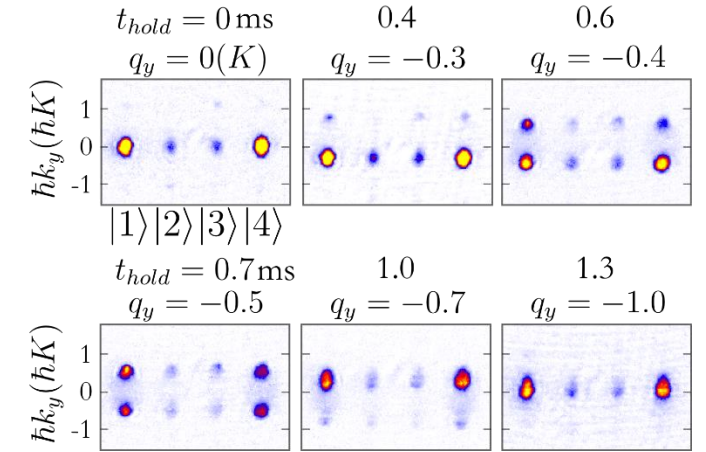 t_hold = 0 ms 0.4 0.6
q_y = 0(K) q_y = −0.3 q_y = −0.4
ħk_y(ħK)
1
0
-1
|1⟩|2⟩|3⟩|4⟩
t_hold = 0.7 ms 1.0 1.3
q_y = −0.5 q_y = −0.7 q_y = −1.0
ħk_y(ħK)
1
0
-1